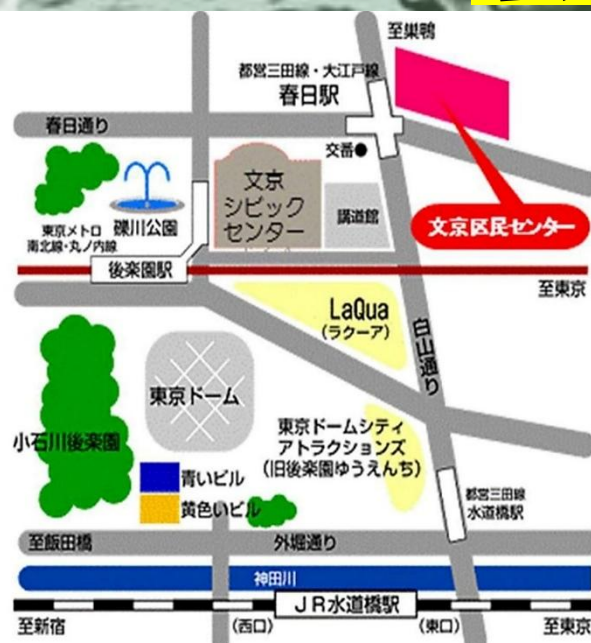 至巣鴨
都営三田線・大江戸線
春日駅
春日通り
交番●
文京
シビック
センター
講道館
文京区民センター
東京メトロ
南北線・丸ノ内線
礫川公園
後楽園駅
至東京
LaQua
(ラクーア)
白山通り
東京ドーム
小石川後楽園
東京ドームシティ
アトラクションズ
(旧後楽園ゆうえんち)
青いビル
黄色いビル
都営三田線
水道橋駅
至飯田橋
外堀通り
神田川
JR水道橋駅
至新宿
(西口)
(東口)
至東京